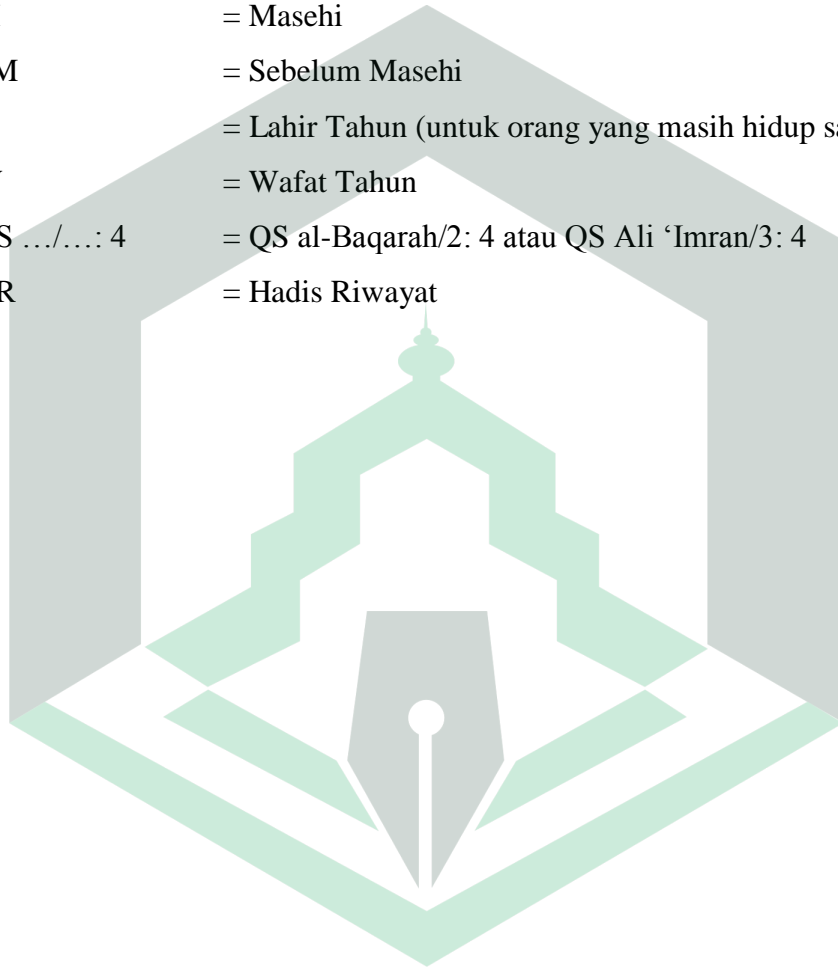 = Masehi
M = Sebelum Masehi
= Lahir Tahun (untuk orang yang masih hidup
= Wafat Tahun
S …/…: 4 = QS al-Baqarah/2: 4 atau QS Ali ‘Imran/3: 4
R = Hadis Riwayat